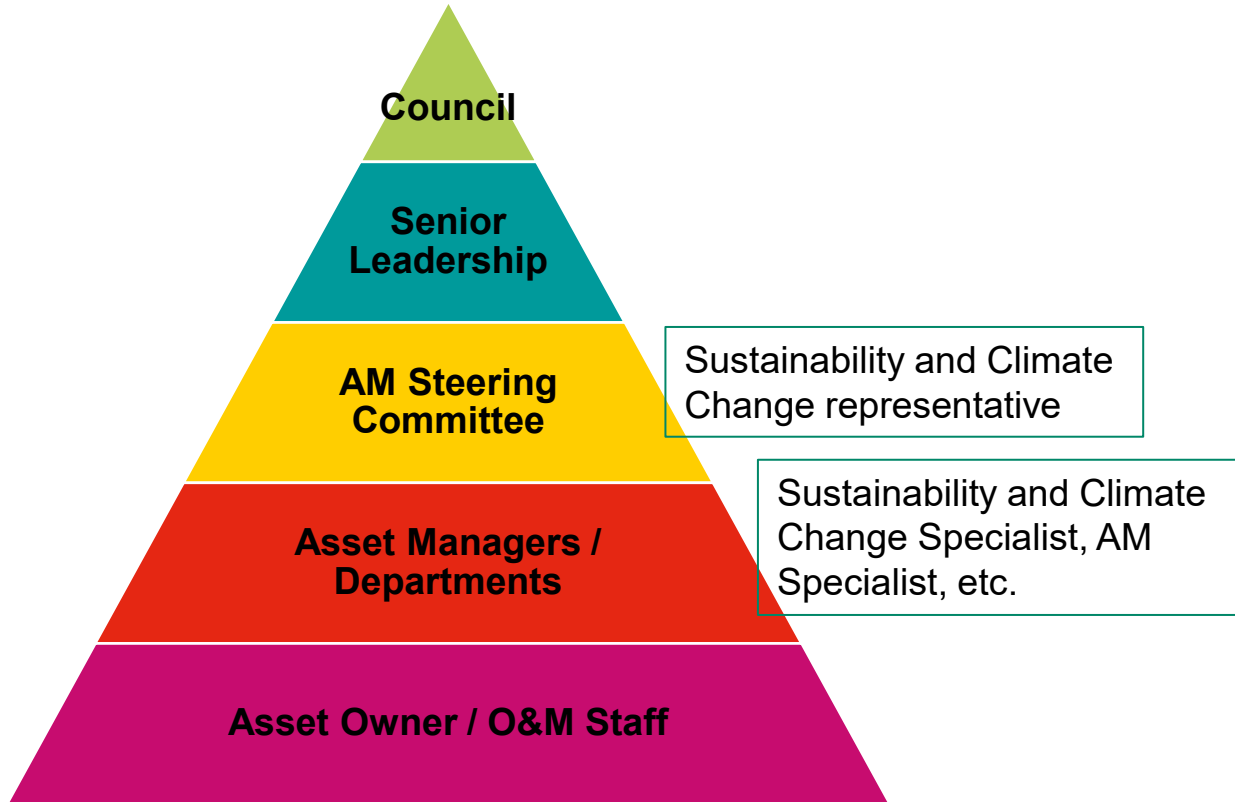 Council
Senior
Leadership
AM Steering
Committee
Sustainability and Climate
Change representative
Asset Managers /
Departments
Sustainability and Climate
Change Specialist, AM
Specialist, etc.
Asset Owner / O&M Staff